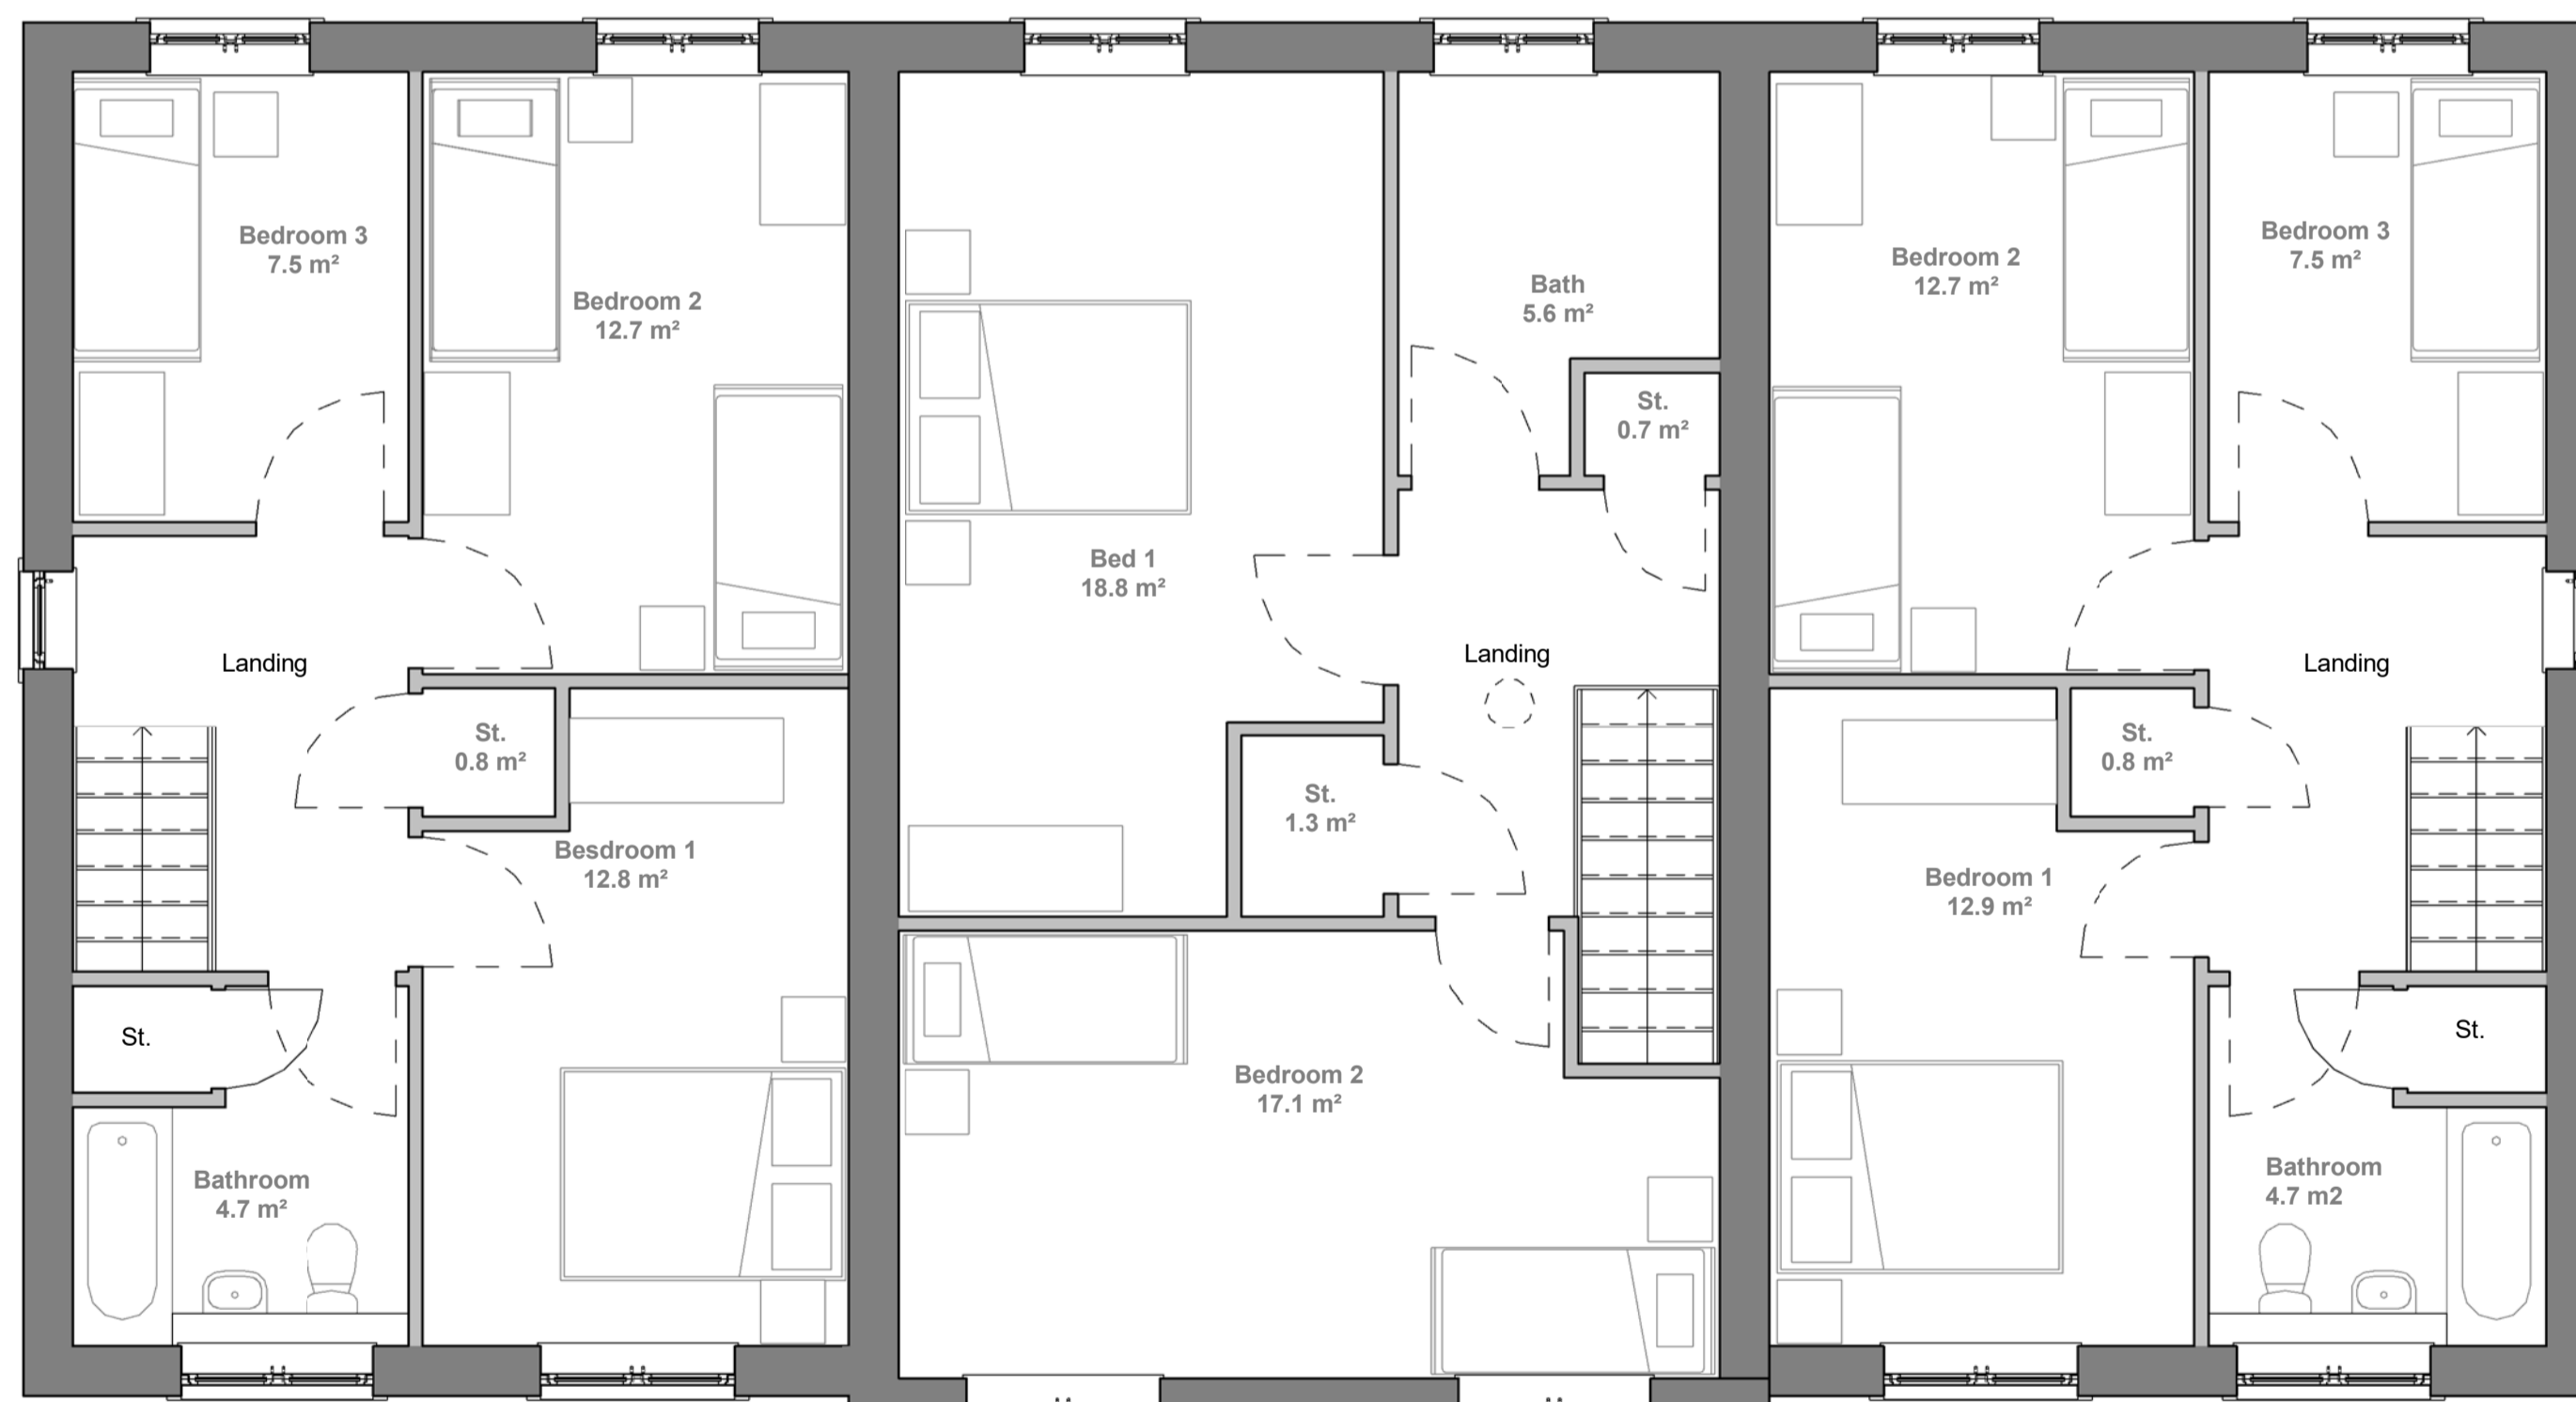 Bedroom 3
7.5 m²
Bedroom 2
12.7 m²
Landing
St.
0.8 m²
Besdroom 1
12.8 m²
St.
Bathroom
4.7 m²
Bed 1
18.8 m²
Bath
5.6 m²
St.
0.7 m²
Landing
St.
1.3 m²
Bedroom 2
17.1 m²
Bedroom 2
12.7 m²
Bedroom 3
7.5 m²
Landing
St.
0.8 m²
Bedroom 1
12.9 m²
St.
Bathroom
4.7 m2